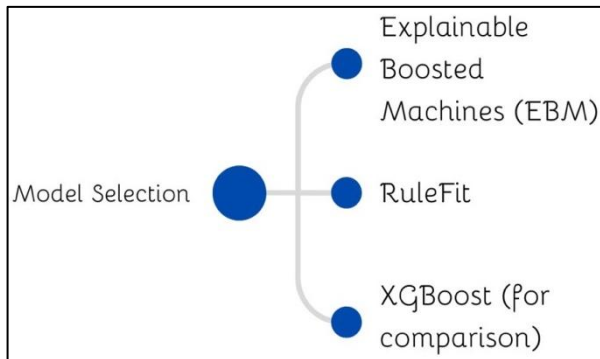 Model Selection
Explainable
Boosted
Machines (EBM)
RuleFit
XGBoost (for
comparison)